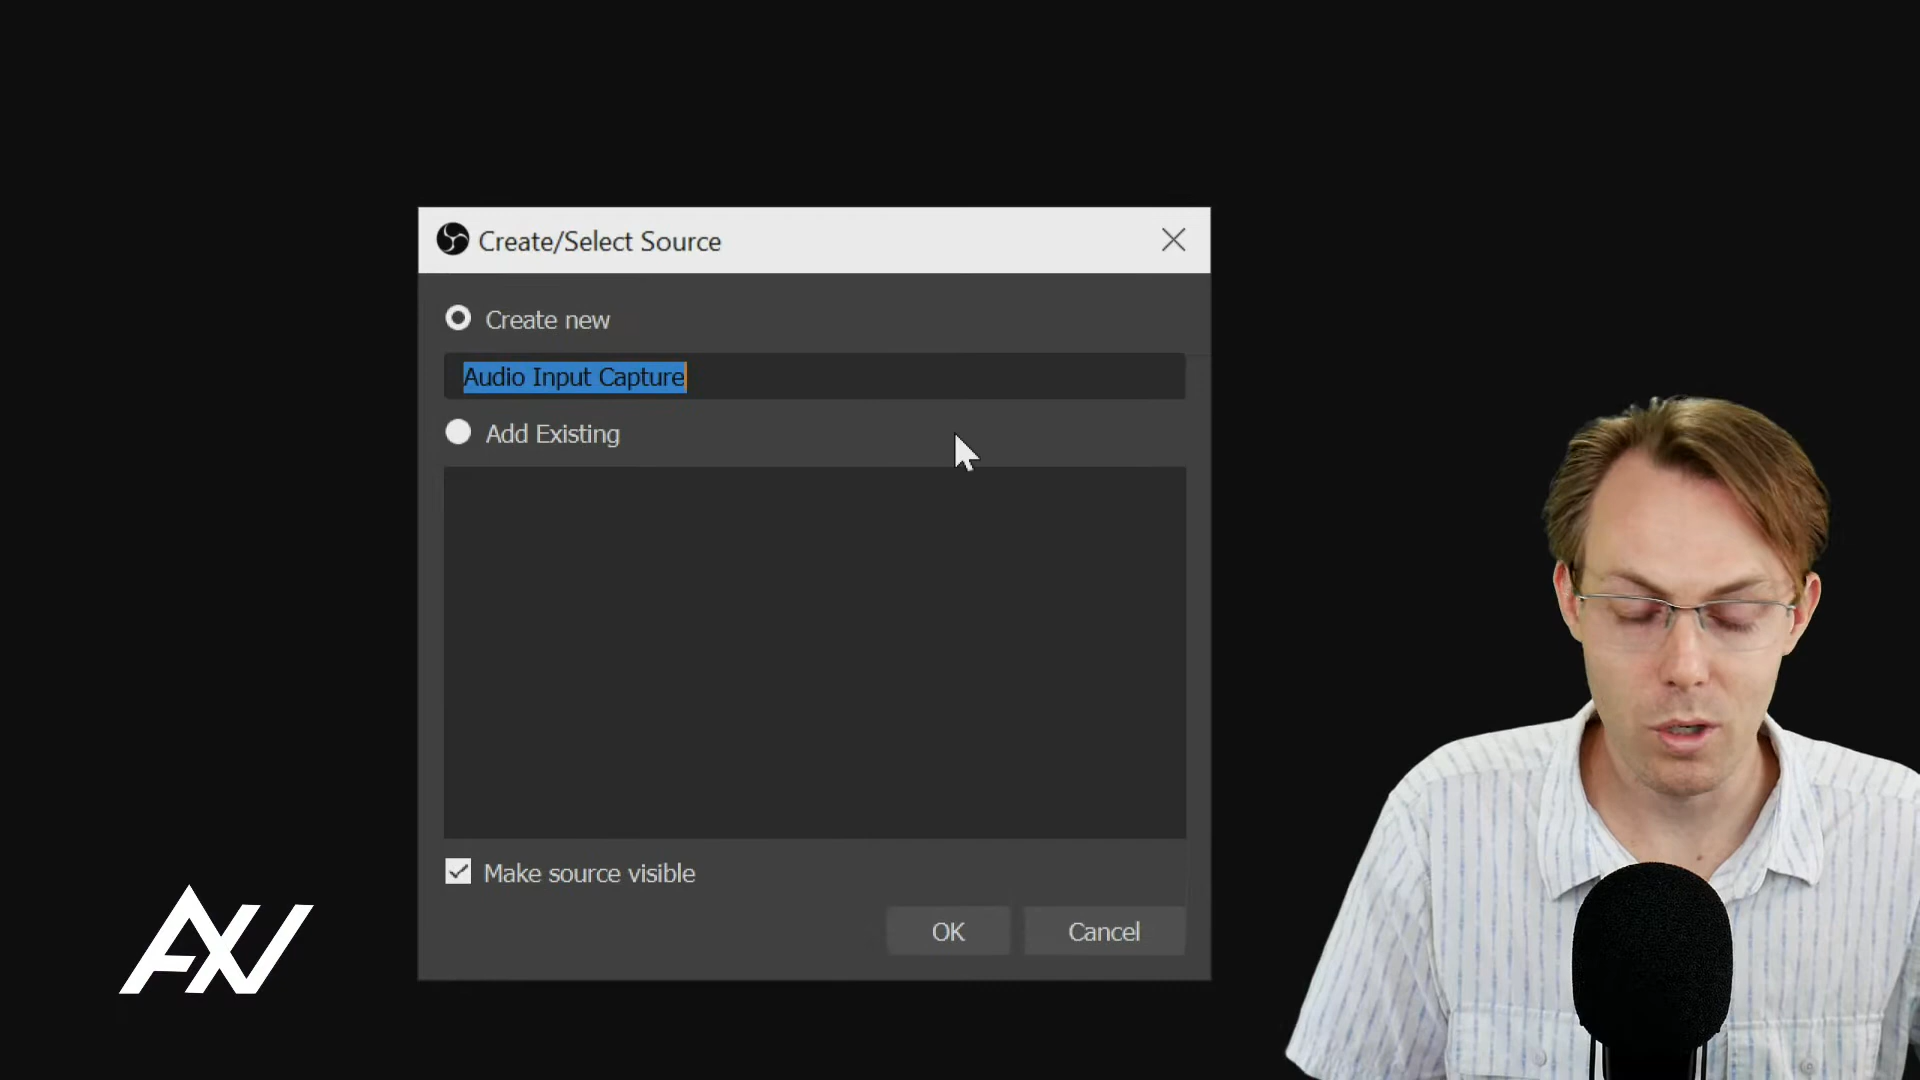 Create/Select Source
Create new
Audio Input Capture
Add Existing
Make source visible
OK
Cancel